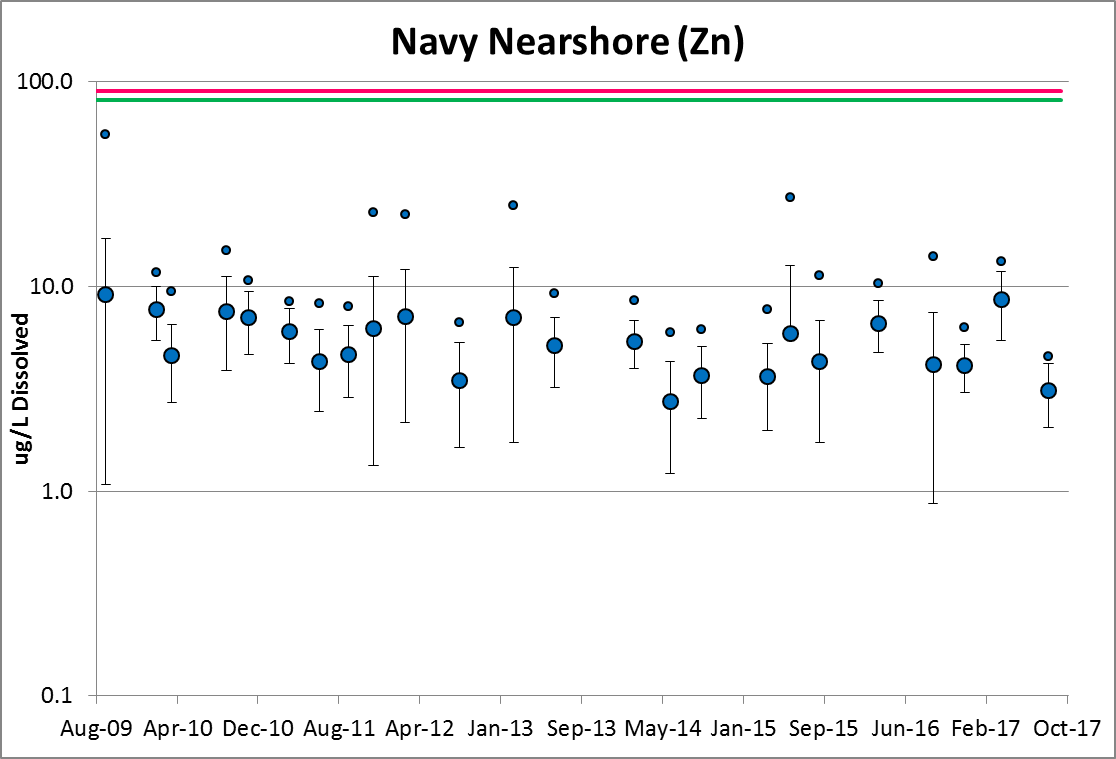 Navy Nearshore (Zn)
100.0
10.0
1.0
0.1
ug/L Dissolved
Aug-09 Apr-10 Dec-10 Aug-11 Apr-12 Jan-13 Sep-13 May-14 Jan-15 Sep-15 Jun-16 Feb-17 Oct-17